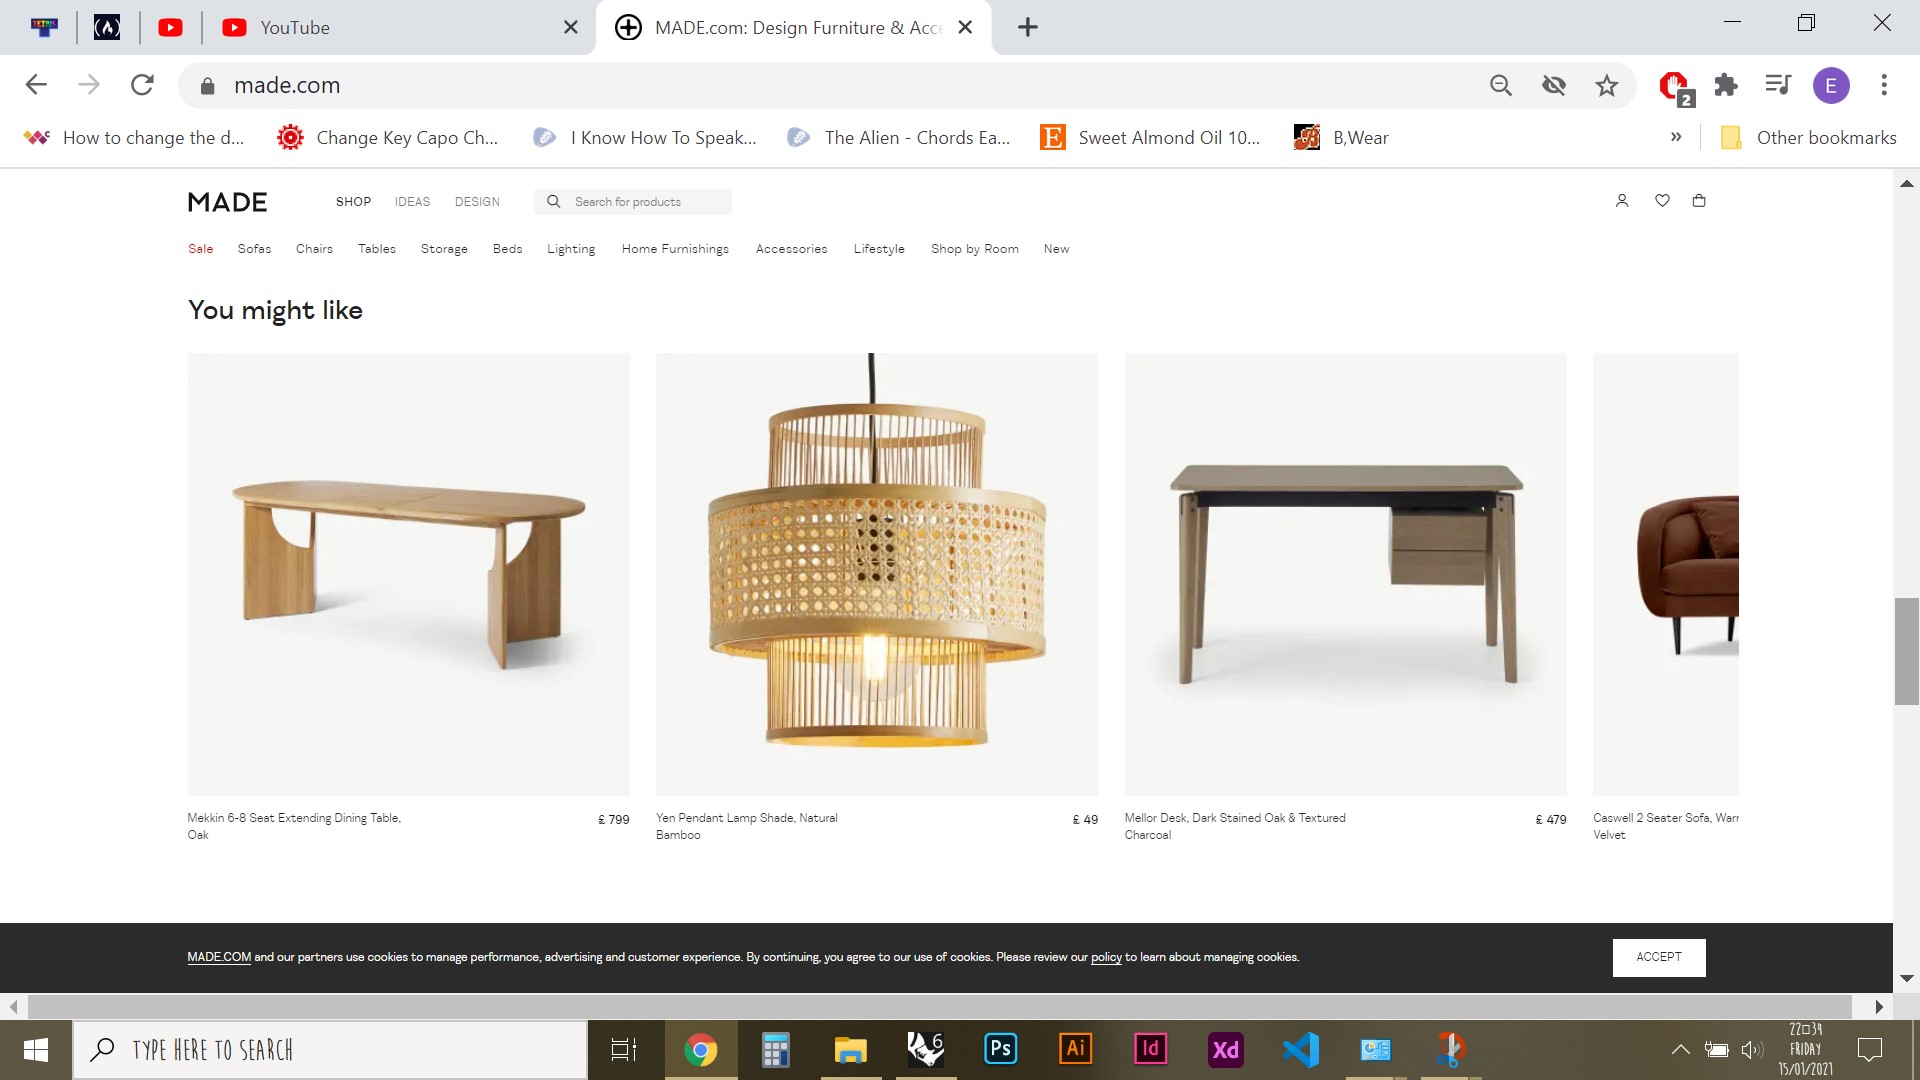 YouTube
MADE.com: Design Furniture & Acce
made.com
2
E
How to change the d...
Change Key Capo Ch...
I Know How To Speak...
The Alien - Chords Ea...
Sweet Almond Oil 10...
B,Wear
»
Other bookmarks
MADE
SHOP
IDEAS
DESIGN
Search for products
Sale
Sofas
Chairs
Tables
Storage
Beds
Lighting
Home Furnishings
Accessories
Lifestyle
Shop by Room
New
You might like
Mekkin 6-8 Seat Extending Dining Table,
Oak
£ 799
Yen Pendant Lamp Shade, Natural
Bamboo
£ 49
Mellor Desk, Dark Stained Oak & Textured
Charcoal
£ 479
Caswell 2 Seater Sofa, Warr
Velvet
MADE.COM and our partners use cookies to manage performance, advertising and customer experience. By continuing, you agree to our use of cookies. Please review our policy to learn about managing cookies.
ACCEPT
TYPE HERE TO SEARCH
6
Ps
Ai
Id
Xd
22□34
FRIDAY
15/01/2021